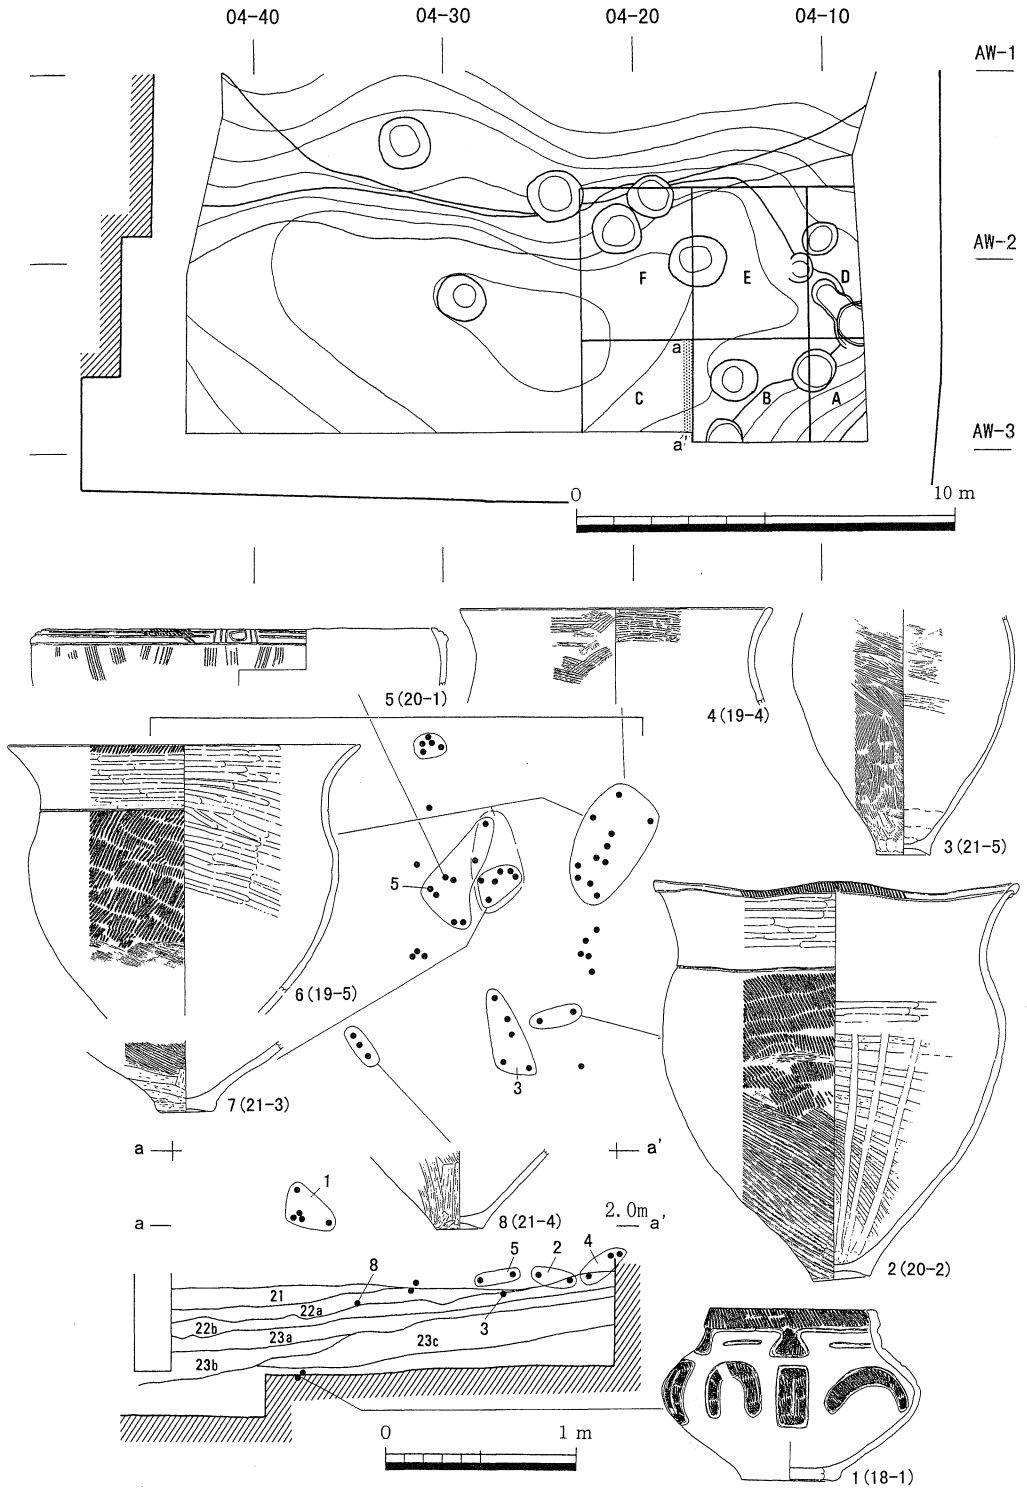 04-40 04-30 04-20 04-10
AW-1
AW-2
F E D
a
C B A
a'
AW-3
0 10 m
5(20-1)
4(19-4)
3(21-5)
5
6(19-5)
3
7(21-3)
2(20-2)
a a'
1
8(21-4)
2.0m
a a'
8 5 2 4
21
22a
22b
23a
3
23c
23b
0 1 m
1(18-1)